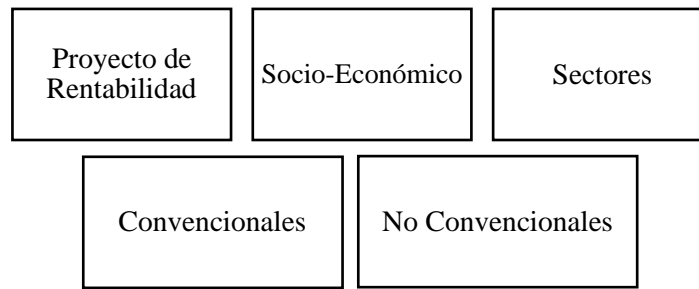 Proyecto de
Rentabilidad
Socio-Económico
Sectores
Convencionales
No Convencionales